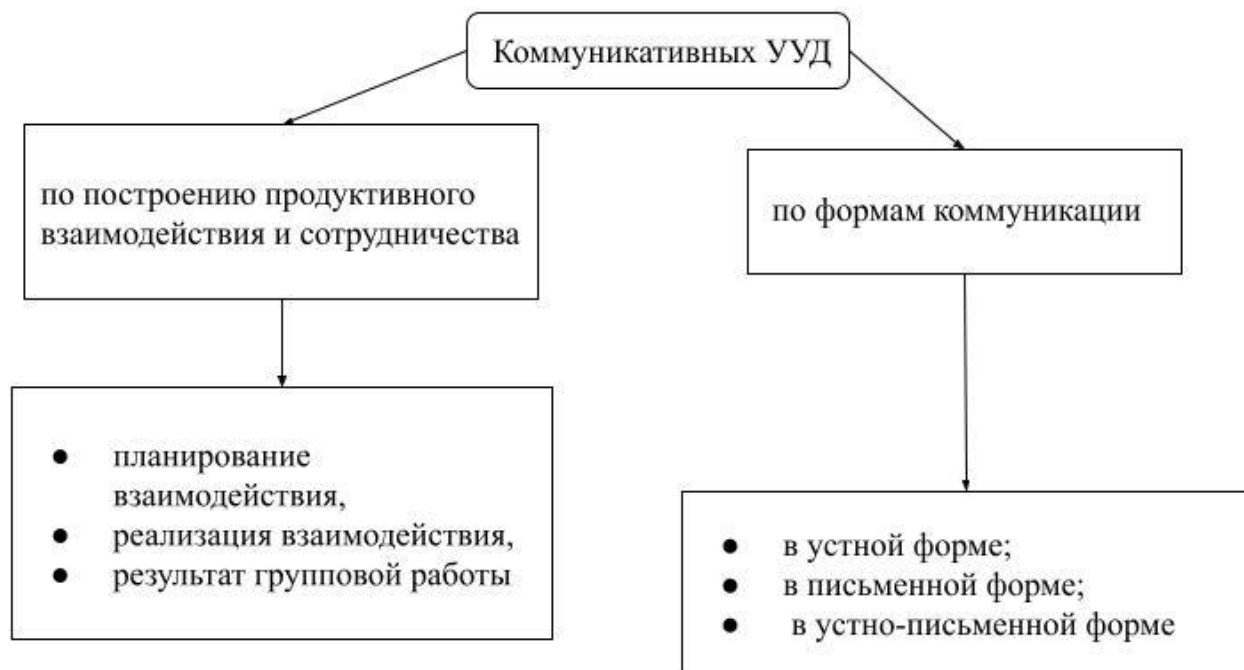 Коммуникативных УУД
по построению продуктивного
взаимодействия и сотрудничества
по формам коммуникации
● планирование
взаимодействия,
● реализация взаимодействия,
● результат групповой работы
● в устной форме;
● в письменной форме;
● в устно-письменной форме